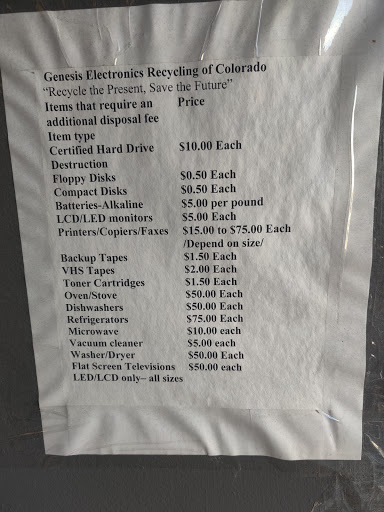 Genesis Electronics Recycling of Colorado
"Recycle the Present, Save the Future"
Items that require an Price
additional disposal fee
Item type
Certified Hard Drive $10.00 Each
Destruction
Floppy Disks $0.50 Each
Compact Disks $0.50 Each
Batteries-Alkaline $5.00 per pound
LCD/LED monitors $5.00 Each
Printers/Copiers/Faxes $15.00 to $75.00 Each
/Depend on size/
Backup Tapes $1.50 Each
VHS Tapes $2.00 Each
Toner Cartridges $1.50 Each
Oven/Stove $50.00 Each
Dishwashers $50.00 Each
Refrigerators $75.00 Each
Microwave $10.00 each
Vacuum cleaner $5.00 each
Washer/Dryer $50.00 Each
Flat Screen Televisions $50.00 each
LED/LCD only– all sizes